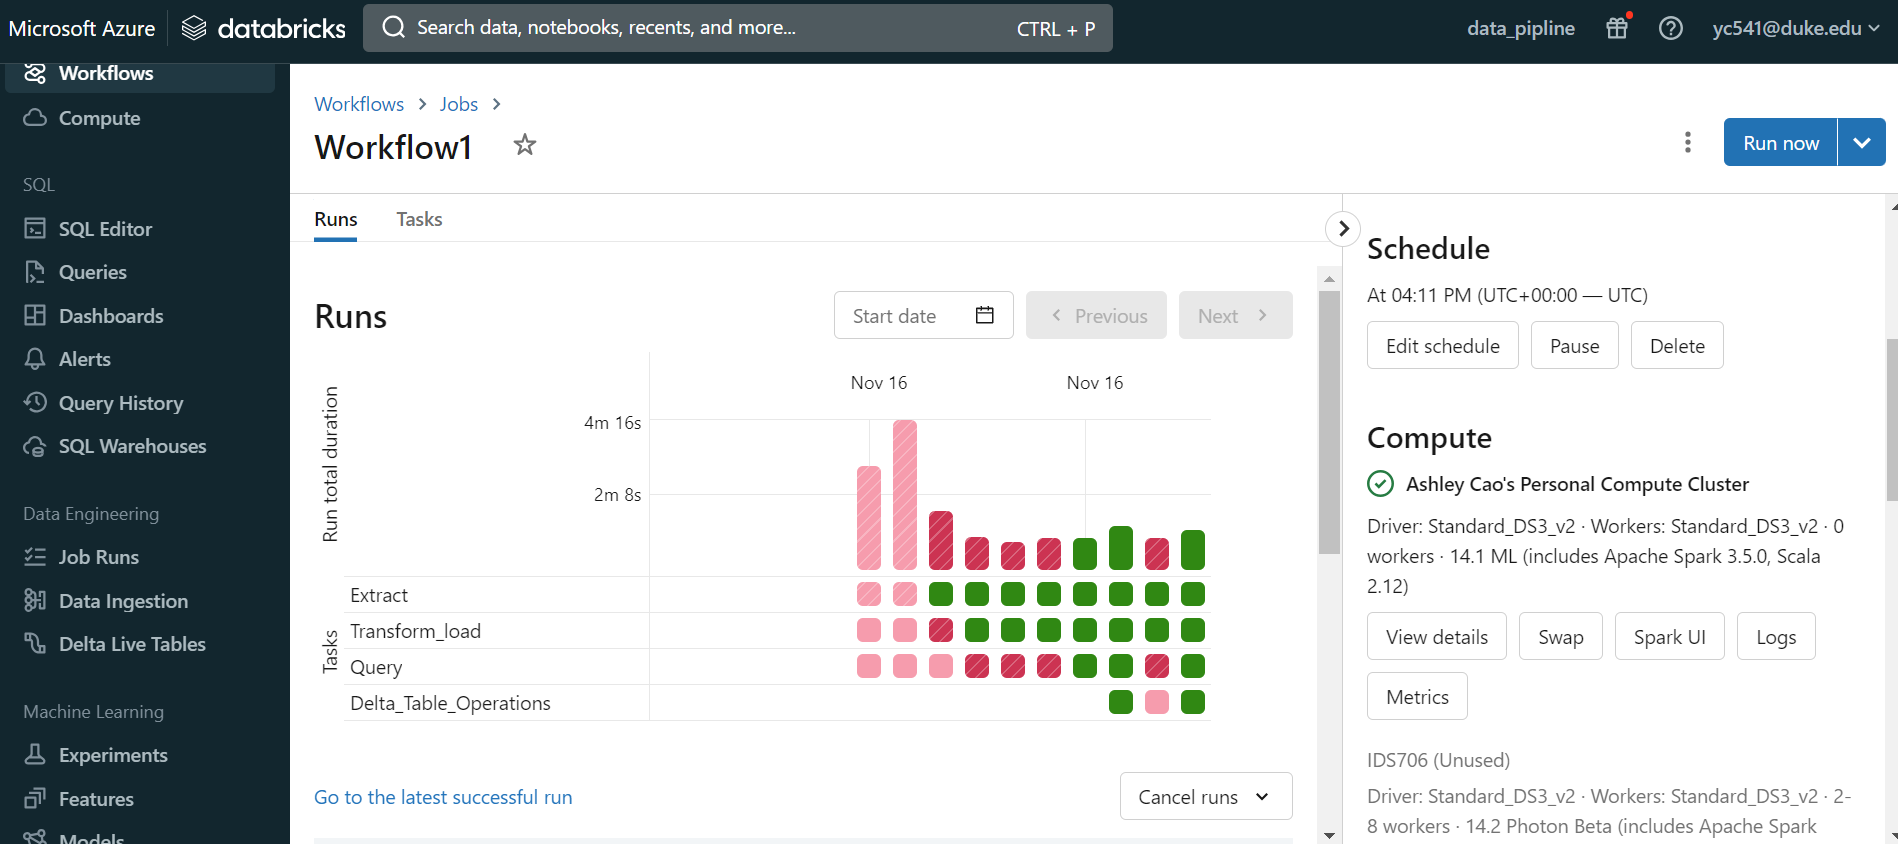 Microsoft Azure
databricks
Search data, notebooks, recents, and more...
CTRL + P
data_pipline
yc541@duke.edu
Workflows
Compute
SQL
SQL Editor
Queries
Dashboards
Alerts
Query History
SQL Warehouses
Data Engineering
Job Runs
Data Ingestion
Delta Live Tables
Machine Learning
Experiments
Features
Models
Workflows > Jobs >
Workflow1
Run now
Runs
Tasks
Runs
Start date
Previous
Next
Nov 16
Nov 16
Run total duration
4m 16s
2m 8s
Tasks
Extract
Transform_load
Query
Delta_Table_Operations
Go to the latest successful run
Cancel runs
Schedule
At 04:11 PM (UTC+00:00 — UTC)
Edit schedule
Pause
Delete
Compute
Ashley Cao's Personal Compute Cluster
Driver: Standard_DS3_v2 · Workers: Standard_DS3_v2 · 0
workers · 14.1 ML (includes Apache Spark 3.5.0, Scala
2.12)
View details
Swap
Spark UI
Logs
Metrics
IDS706 (Unused)
Driver: Standard_DS3_v2 · Workers: Standard_DS3_v2 · 2-
8 workers · 14.2 Photon Beta (includes Apache Spark